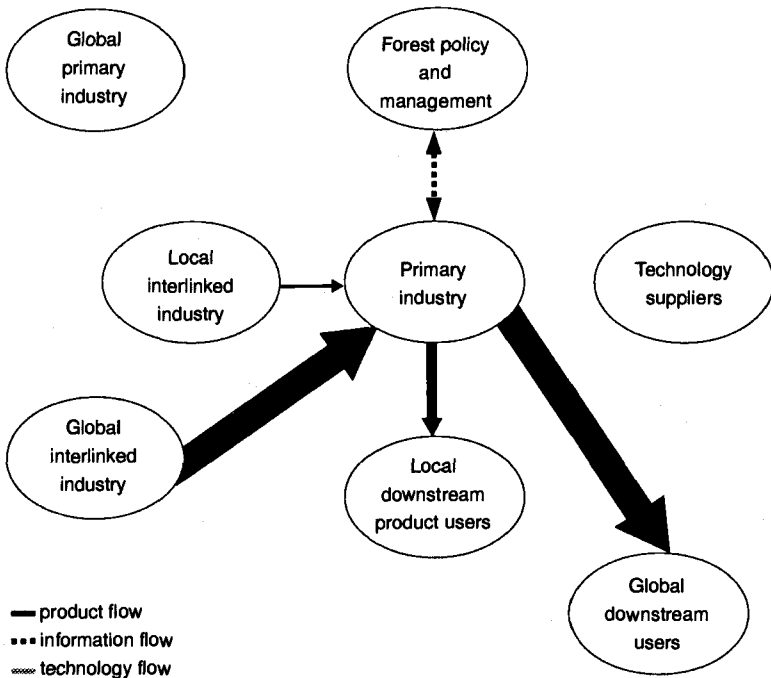 Global
primary
industry
Forest policy
and
management
Local
interlinked
industry
Primary
industry
Technology
suppliers
Global
interlinked
industry
Local
downstream
product users
Global
downstream
users
product flow
information flow
technology flow